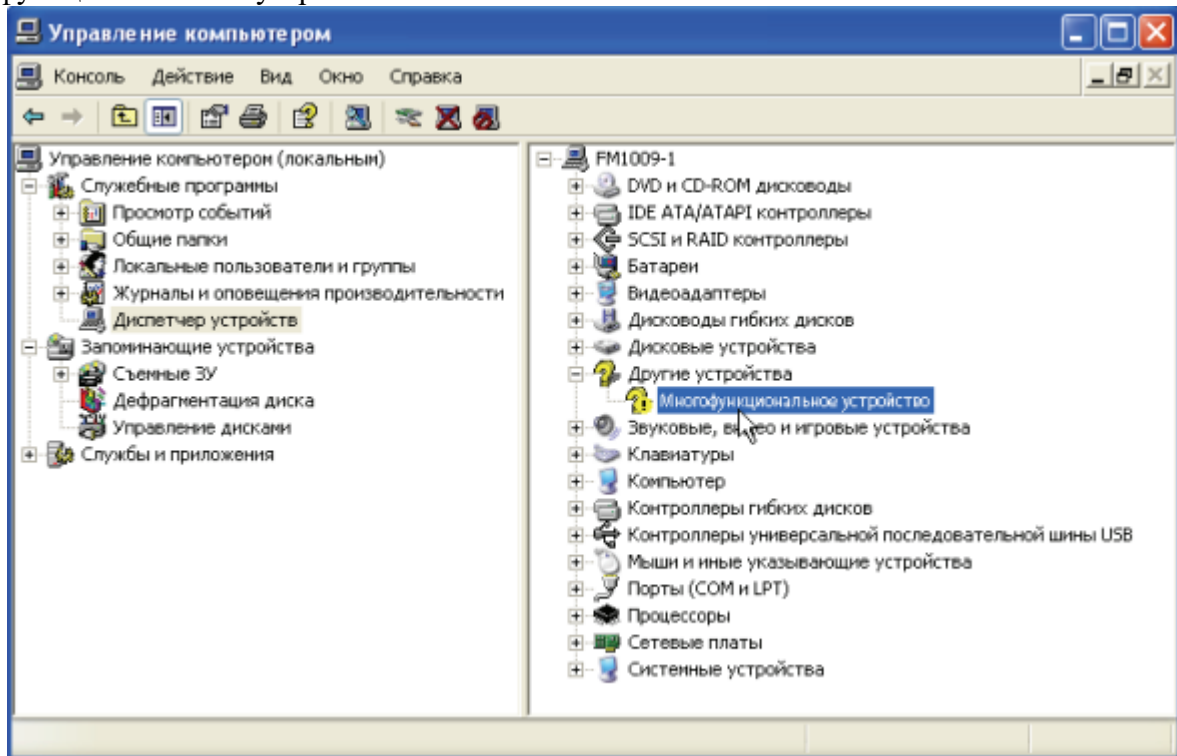 Управление компьютером
Консоль Действие Вид Окно Справка
Управление компьютером (локальным)
Служебные программы
Просмотр событий
Общие папки
Локальные пользователи и группы
Журналы и оповещения производительности
Диспетчер устройств
Запоминающие устройства
Съемные ЗУ
Дефрагментация диска
Управление дисками
Службы и приложения
FM1009-1
DVD и CD-ROM дисководы
IDE ATA/ATAPI контроллеры
SCSI и RAID контроллеры
Батареи
Видеоадаптеры
Дисководы гибких дисков
Дисковые устройства
Другие устройства
Многофункциональное устройство
Звуковые, видео и игровые устройства
Клавиатуры
Компьютер
Контроллеры гибких дисков
Контроллеры универсальной последовательной шины USB
Мыши и иные указывающие устройства
Порты (COM и LPT)
Процессоры
Сетевые платы
Системные устройства